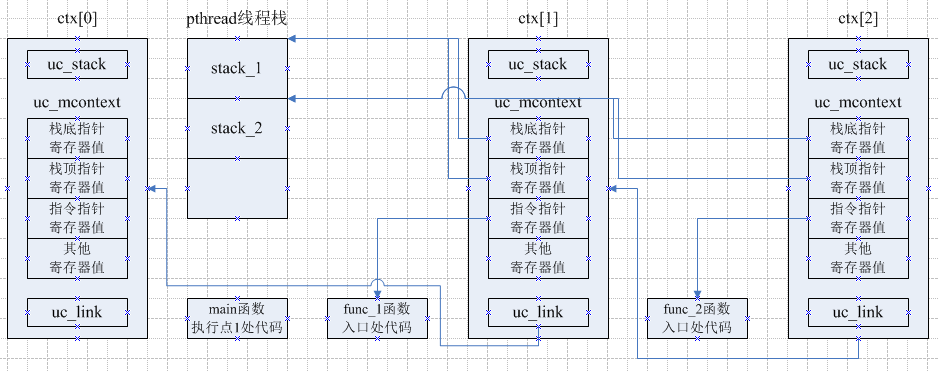 ctx[0]
uc_stack
uc_mcontext
栈底指针
寄存器值
栈顶指针
寄存器值
指令指针
寄存器值
其他
寄存器值
uc_link
pthread线程栈
stack_1
stack_2
main函数
执行点1处代码
func_1函数
入口处代码
ctx[1]
uc_stack
uc_mcontext
栈底指针
寄存器值
栈顶指针
寄存器值
指令指针
寄存器值
其他
寄存器值
uc_link
func_2函数
入口处代码
ctx[2]
uc_stack
uc_mcontext
栈底指针
寄存器值
栈顶指针
寄存器值
指令指针
寄存器值
其他
寄存器值
uc_link